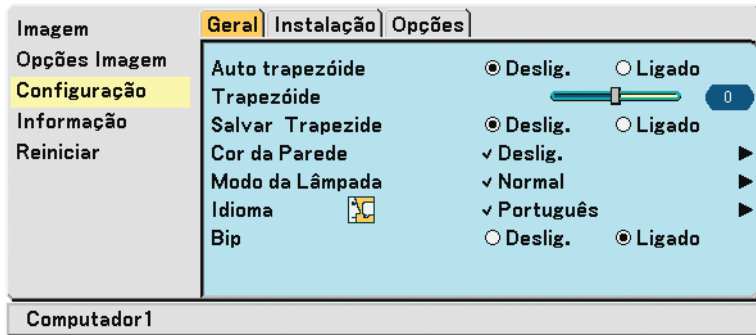 Imagem
Opções Imagem
Configuração
Informação
Reiniciar
Geral Instalação Opções
Auto trapezóide Deslig. Ligado
Trapezóide 0
Salvar Trapezide Deslig. Ligado
Cor da Parede Deslig.
Modo da Lâmpada Normal
Idioma Português
Bip Deslig. Ligado
Computador1